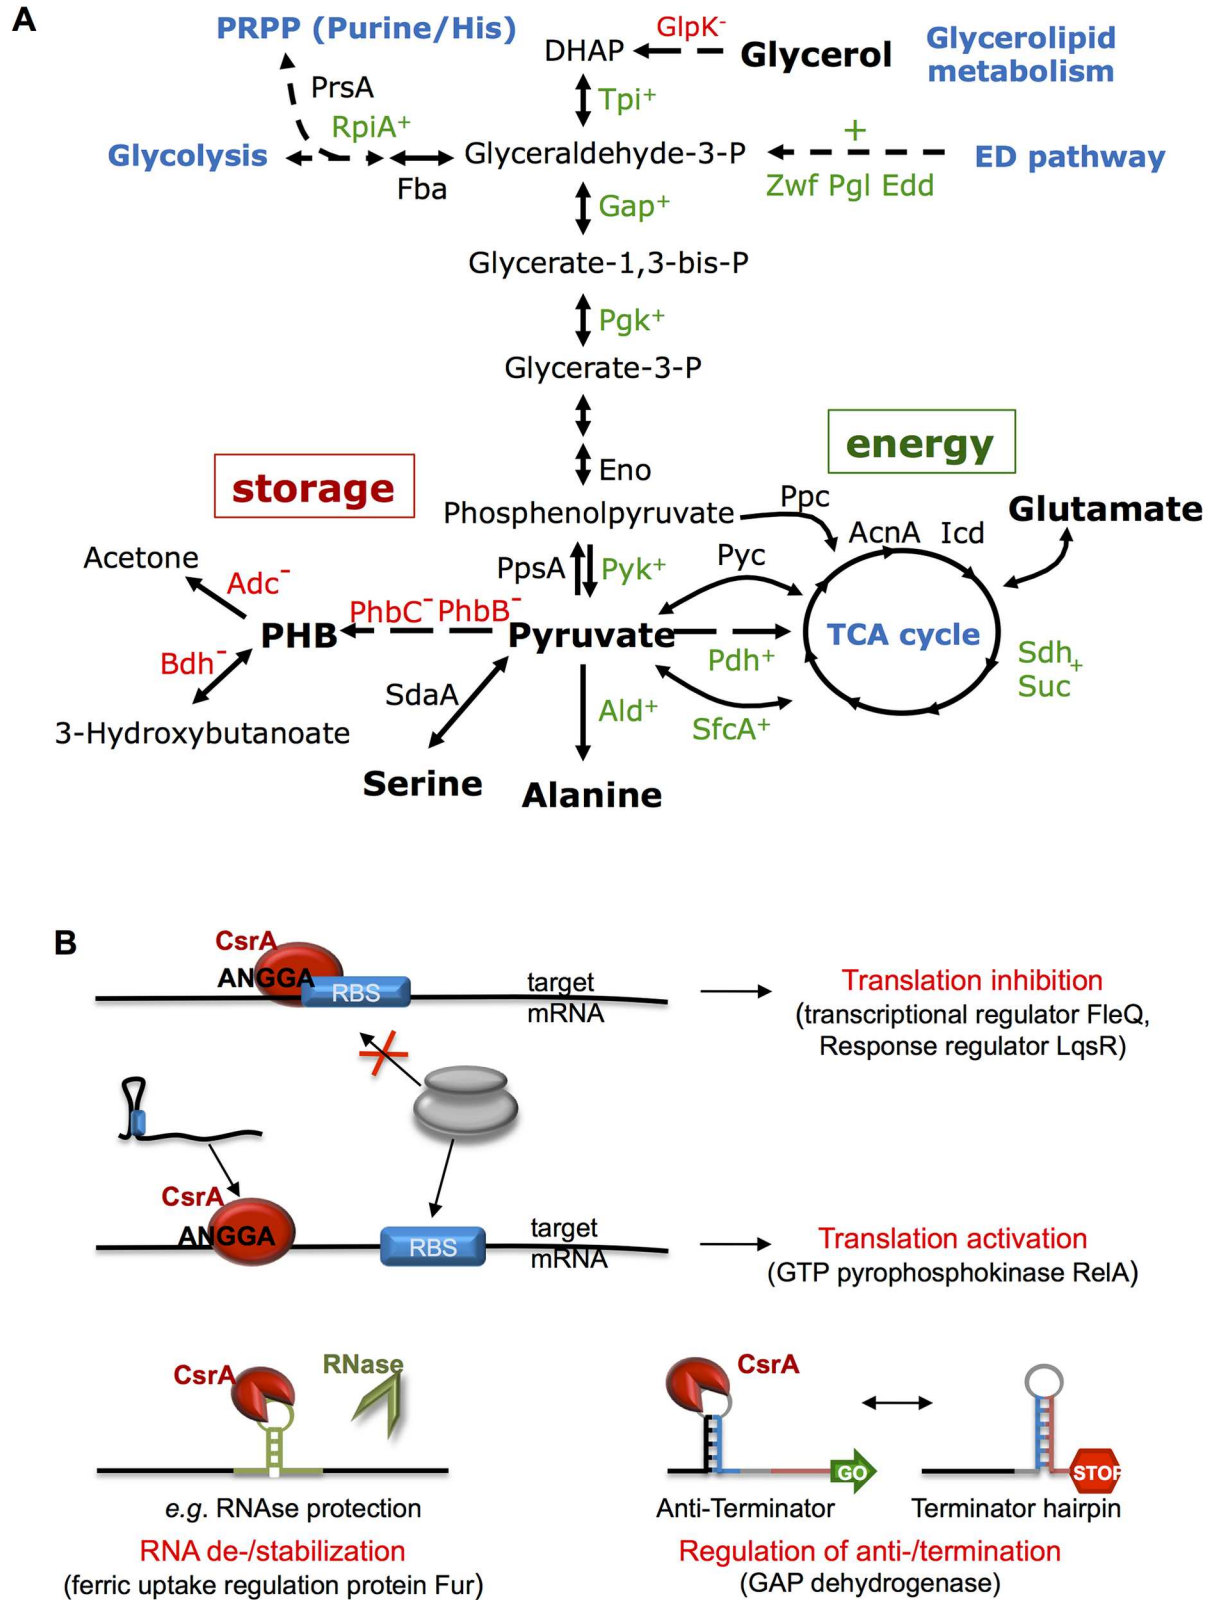 A
PRPP (Purine/His)
GlpK-
DHAP
Glycerol
Glycerolipid
metabolism
PrsA
Tpi+
RpiA+
Glycolysis
Glyceraldehyde-3-P
+
ED pathway
Fba
Zwf Pgl Edd
Gap+
Glycerate-1,3-bis-P
Pgk+
Glycerate-3-P
energy
storage
Eno
Ppc
Glutamate
Phosphenolpyruvate
AcnA Icd
Acetone
PpsA
Pyk+
Pyc
Adc-
PhbC- PhbB-
PHB
Pyruvate
TCA cycle
Bdh-
Pdh+
Sdh
Suc
+
SdaA
Ald+
SfcA+
3-Hydroxybutanoate
Serine
Alanine
B
CsrA
ANGGA
RBS
target
mRNA
Translation inhibition
(transcriptional regulator FleQ,
Response regulator LqsR)
CsrA
ANGGA
RBS
target
mRNA
Translation activation
(GTP pyrophosphokinase RelA)
CsrA
RNase
CsrA
GO
STOP
e.g. RNAse protection
Anti-Terminator
Terminator hairpin
RNA de-/stabilization
Regulation of anti-/termination
(ferric uptake regulation protein Fur)
(GAP dehydrogenase)